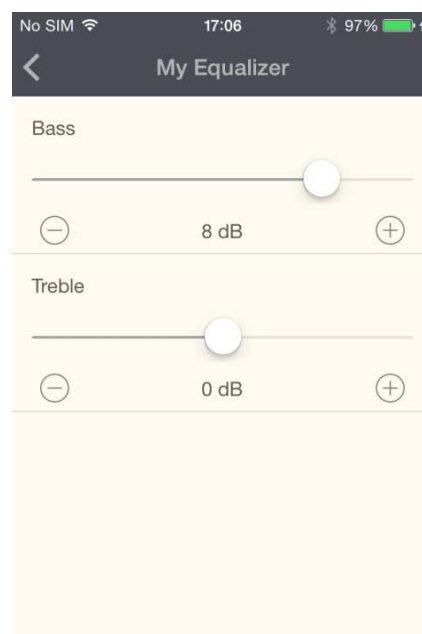 No SIM 17:06 97%
My Equalizer
Bass
8 dB
Treble
0 dB